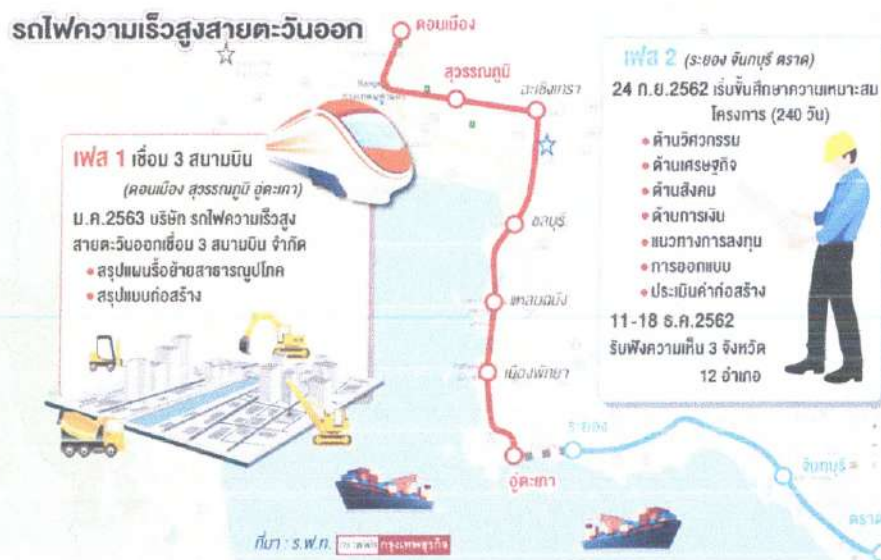 รถไฟความเร็วสูงสายตะวันออก
เฟส 1 เชื่อม 3 สนามบิน
(ดอนเมือง สุวรรณภูมิ อู่ตะเภา)
ม.ค.2563 บริษัท รถไฟความเร็วสูง
สายตะวันออกเชื่อม 3 สนามบิน จำกัด
สรุปแผนรื้อย้ายสาธารณูปโภค
สรุปแบบก่อสร้าง
ดอนเมือง
สุวรรณภูมิ
ฉะเชิงเทรา
ชลบุรี
แหลมฉบัง
เมืองพัทยา
อู่ตะเภา
ระยอง
จันทบุรี
ตราด
เฟส 2 (ระยอง จันทบุรี ตราด)
24 ก.ย.2562 เริ่มขั้นศึกษาความเหมาะสม
โครงการ (240 วัน)
ด้านวิศวกรรม
ด้านเศรษฐกิจ
ด้านสังคม
ด้านการเงิน
แนวทางการลงทุน
การออกแบบ
ประเมินค่าก่อสร้าง
11-18 ธ.ค.2562
รับฟังความเห็น 3 จังหวัด
12 อำเภอ
ที่มา : ร.ฟ.ท.
กรุงเทพธุรกิจ